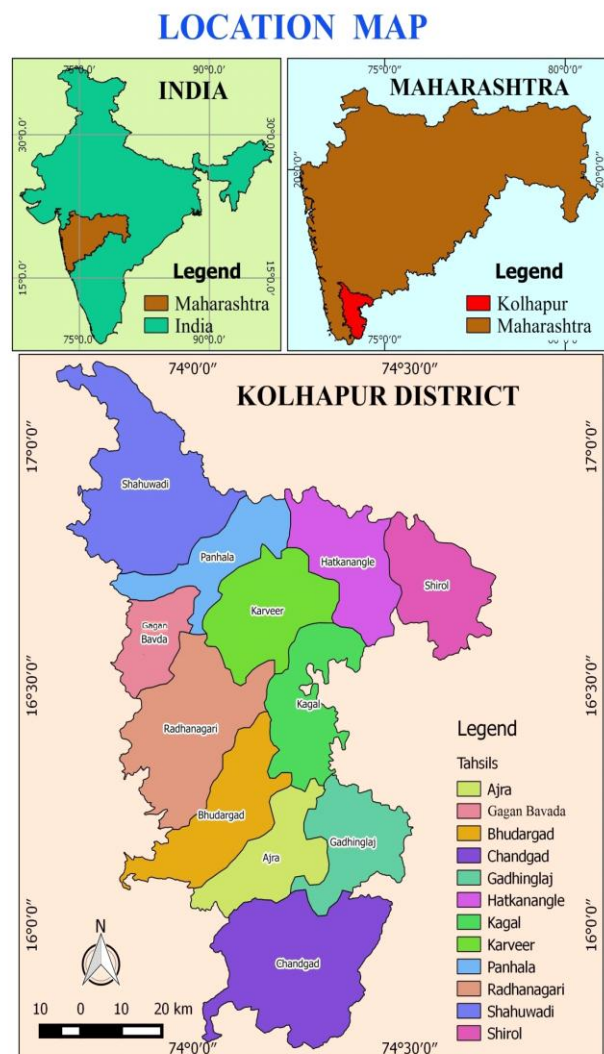 LOCATION MAP
75°0.0' 90°0.0'
INDIA
30°0.0'
30°0.0'
15°0.0'
15°0.0'
Legend
Maharashtra
India
75°0.0' 90°0.0'
75°0'0" 80°0'0"
MAHARASHTRA
20°0'0"
20°0'0"
Legend
Kolhapur
Maharashtra
75°0'0" 80°0'0"
74°0'0" 74°30'0"
KOLHAPUR DISTRICT
17°0'0"
17°0'0"
Shahuwadi
Panhala
Hatkanangle
Shirol
Karveer
Gagan
Bavda
16°30'0"
16°30'0"
Kagal
Radhanagari
Bhudargad
Ajra
Gadhinglaj
16°0'0"
16°0'0"
Chandgad
Legend
Tahsils
Ajra
Gagan Bavada
Bhudargad
Chandgad
Gadhinglaj
Hatkanangle
Kagal
Karveer
Panhala
Radhanagari
Shahuwadi
Shirol
N
10 0 10 20 km
74°0'0" 74°30'0"